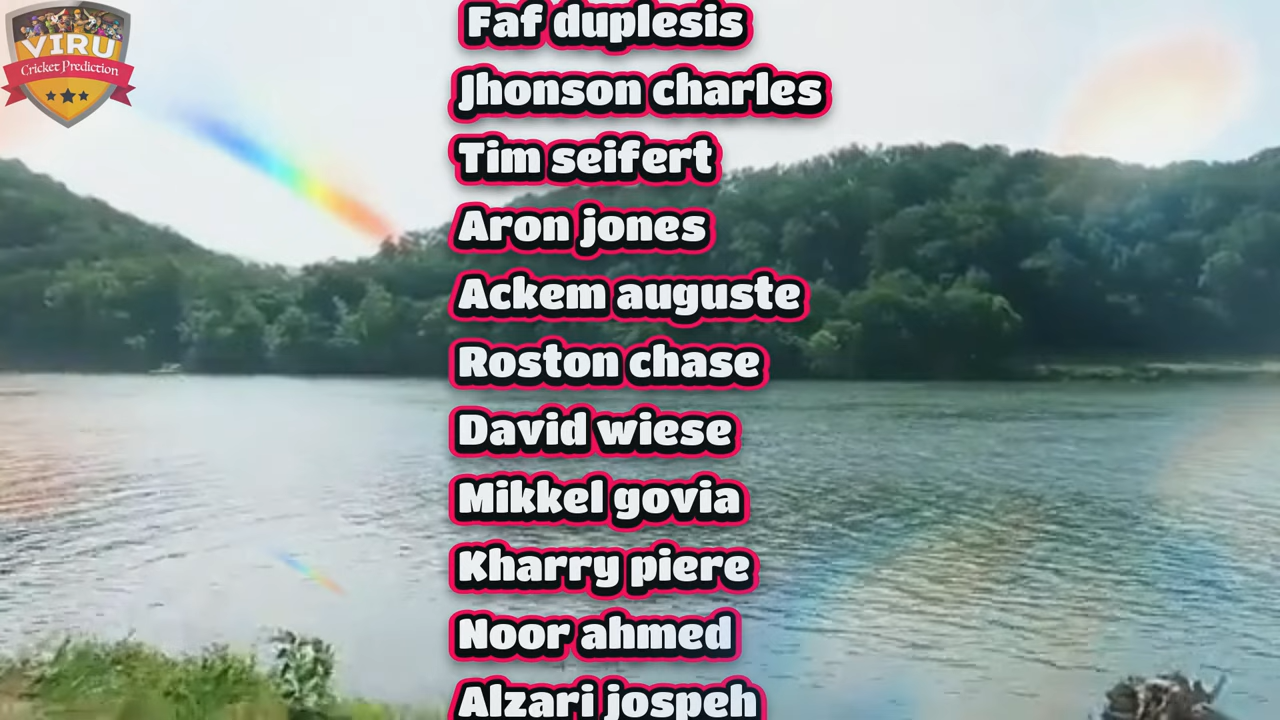 VIRU
Cricket Prediction
Faf duplesis
Jhonson charles
Tim seifert
Aron jones
Ackem auguste
Roston chase
David wiese
Mikkel govia
Kharry piere
Noor ahmed
Alzari jospeh